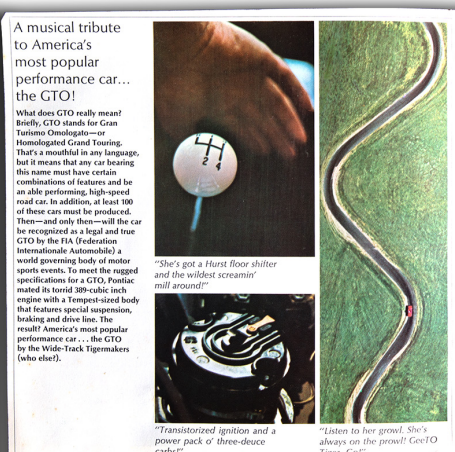 A musical tribute
to America's
most popular
performance car...
the GTO!
What does GTO really mean?
Briefly, GTO stands for Gran
Turismo Omologato—or
Homologated Grand Touring.
That's a mouthful in any language,
but it means that any car bearing
this name must have certain
combinations of features and be
an able performing, high-speed
road car. In addition, at least 100
of these cars must be produced.
Then—and only then—will the car
be recognized as a legal and true
GTO by the FIA (Federation
Internationale Automobile) a
world governing body of motor
sports events. To meet the rugged
specifications for a GTO, Pontiac
mated its torrid 389-cubic inch
engine with a Tempest-sized body
that features special suspension,
braking and drive line. The
result? America's most popular
performance car . . . the GTO
by the Wide-Track Tigermakers
(who else?).
2 4
"She's got a Hurst floor shifter
and the wildest screamin'
mill around!"
"Transistorized ignition and a
power pack o' three-deuce
carbs!"
"Listen to her growl. She's
always on the prowl! GeeTO
Tiger, Go!"